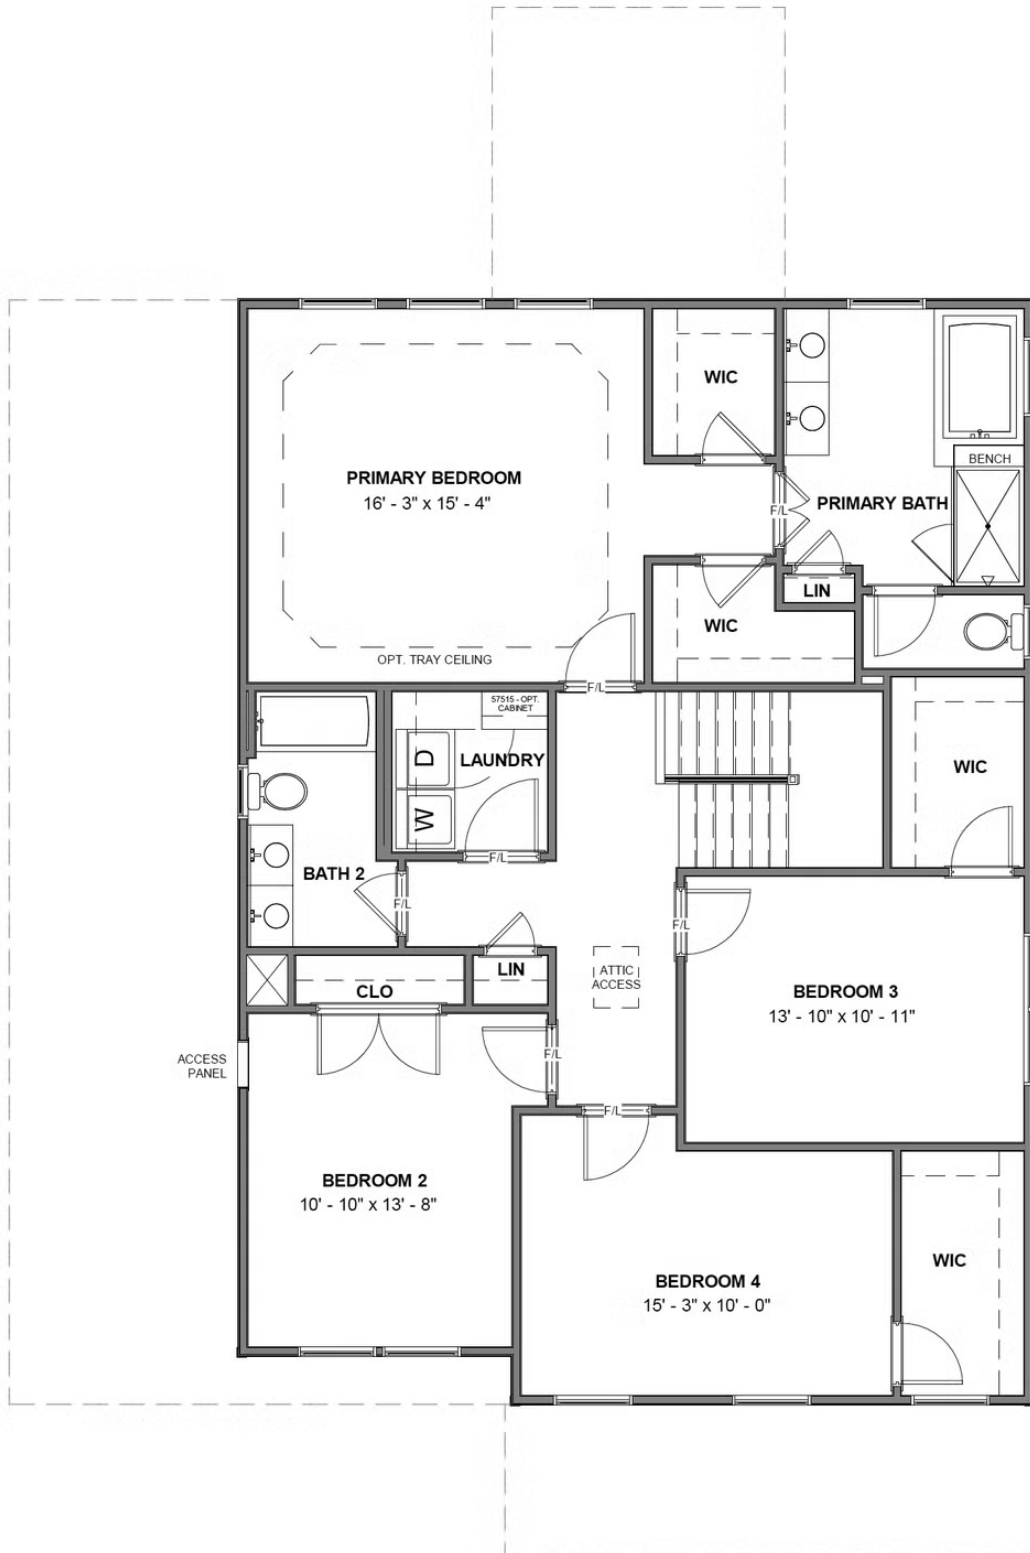 WIC
BENCH
PRIMARY BEDROOM
16' - 3" x 15' - 4"
PRIMARY BATH
F/L
LIN
WIC
OPT. TRAY CEILING
F/L
57515 - OPT.
CABINET
D
LAUNDRY
WIC
W
F/L
BATH 2
F/L
F/L
LIN
ATTIC
ACCESS
CLO
BEDROOM 3
13' - 10" x 10' - 11"
ACCESS
PANEL
F/L
F/L
BEDROOM 2
10' - 10" x 13' - 8"
WIC
BEDROOM 4
15' - 3" x 10' - 0"